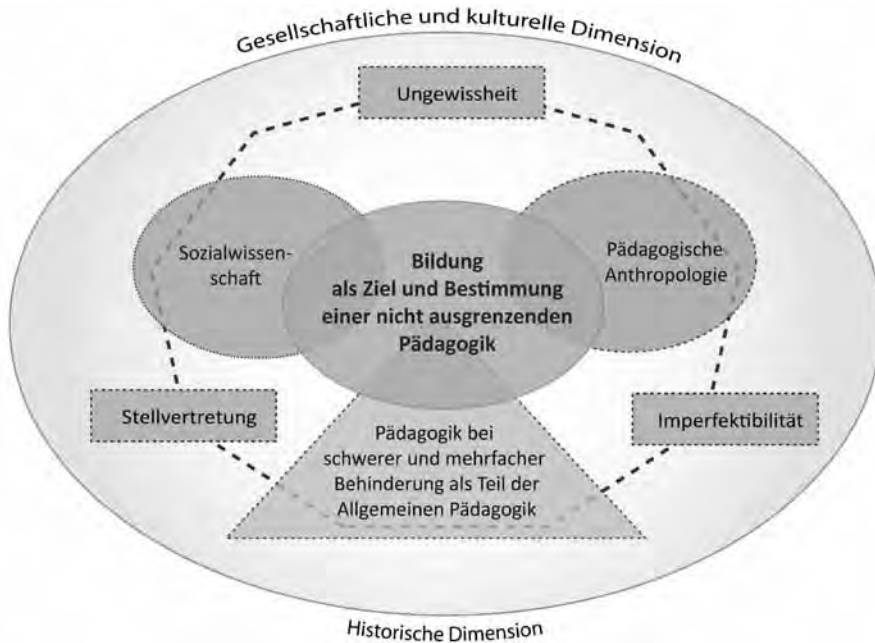 Gesellschaftliche und kulturelle Dimension
Ungewissheit
Sozialwissen-
schaft
Bildung
als Ziel und Bestimmung
einer nicht ausgrenzenden
Pädagogik
Pädagogische
Anthropologie
Stellvertretung
Imperfektibilität
Pädagogik bei
schwerer und mehrfacher
Behinderung als Teil der
Allgemeinen Pädagogik
Historische Dimension